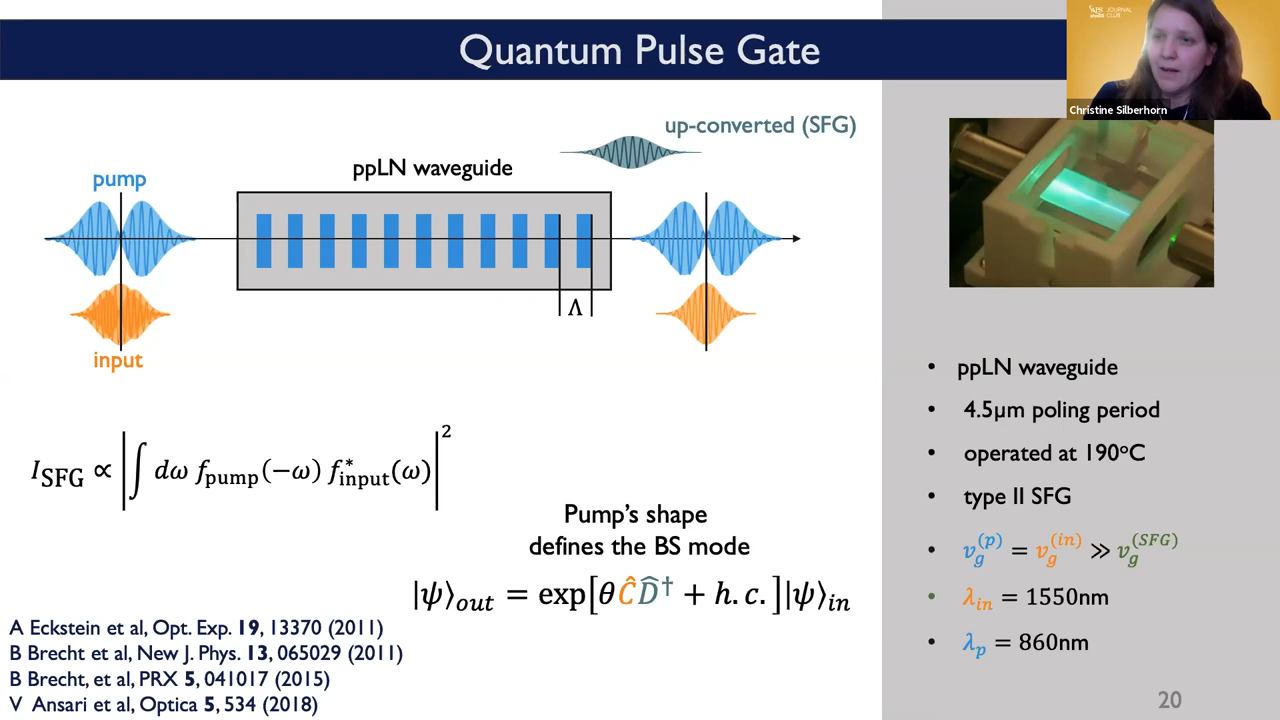 Quantum Pulse Gate
APS JOURNAL CLUB
Christine Silberhorn
up-converted (SFG)
ppLN waveguide
pump
Λ
input
I_SFG ∝ |∫ dω f_pump(−ω) f*_input(ω)|²
Pump's shape
defines the BS mode
|ψ⟩_out = exp[θĈD̂† + h.c.]|ψ⟩_in
A Eckstein et al, Opt. Exp. 19, 13370 (2011)
B Brecht et al, New J. Phys. 13, 065029 (2011)
B Brecht, et al, PRX 5, 041017 (2015)
V Ansari et al, Optica 5, 534 (2018)
• ppLN waveguide
• 4.5μm poling period
• operated at 190ºC
• type II SFG
• v_g^(p) = v_g^(in) ≫ v_g^(SFG)
• λ_in = 1550nm
• λ_p = 860nm
20